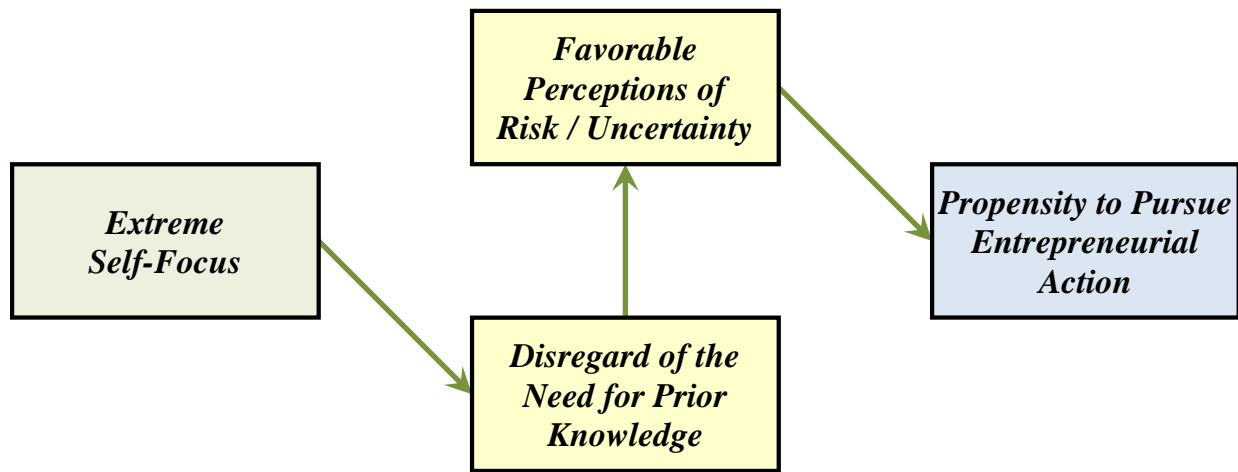 Favorable
Perceptions of
Risk / Uncertainty
Extreme
Self-Focus
Propensity to Pursue
Entrepreneurial
Action
Disregard of the
Need for Prior
Knowledge